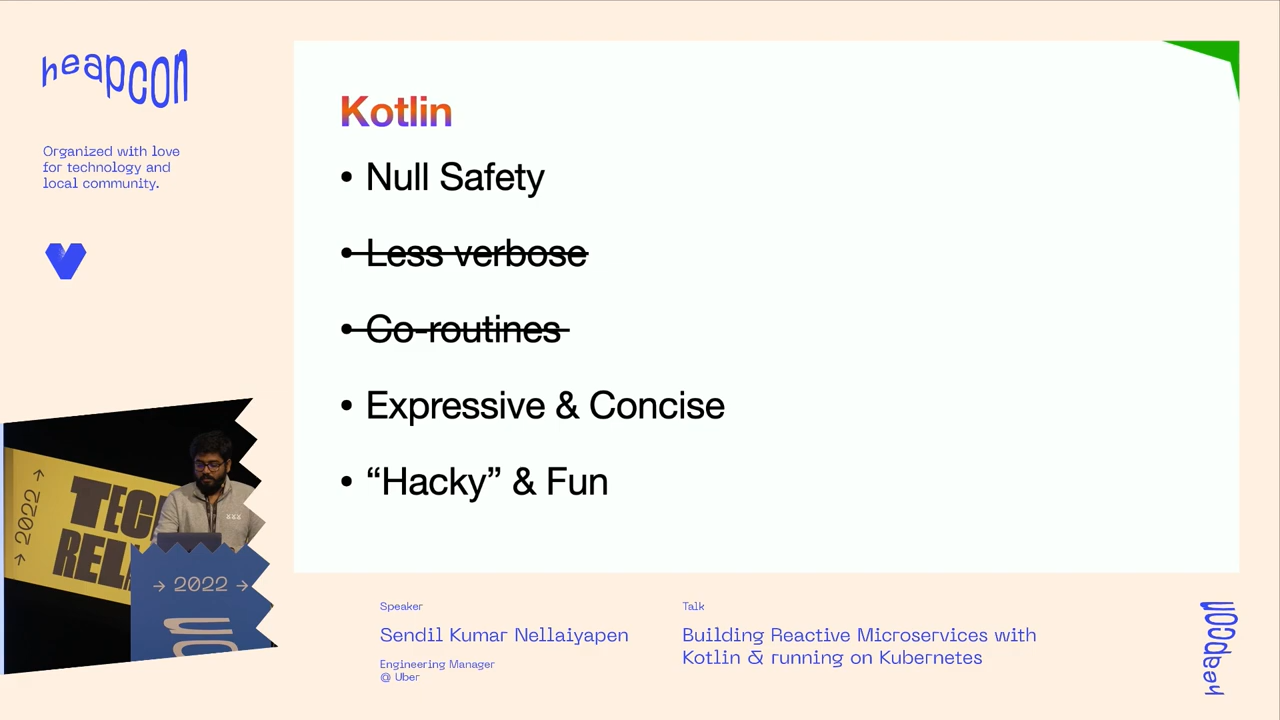 heapcon
Organized with love
for technology and
local community.
Kotlin
• Null Safety
• Less verbose
• Co-routines
• Expressive & Concise
• “Hacky” & Fun
→ 2022 →
TECH
→ 2022 →
Speaker
Sendil Kumar Nellaiyapen
Engineering Manager
@ Uber
Talk
Building Reactive Microservices with
Kotlin & running on Kubernetes
heapcon